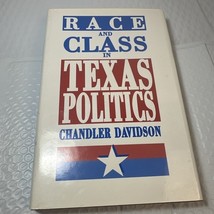 RACE
AND
CLASS
IN
TEXAS
POLITICS
CHANDLER DAVIDSON